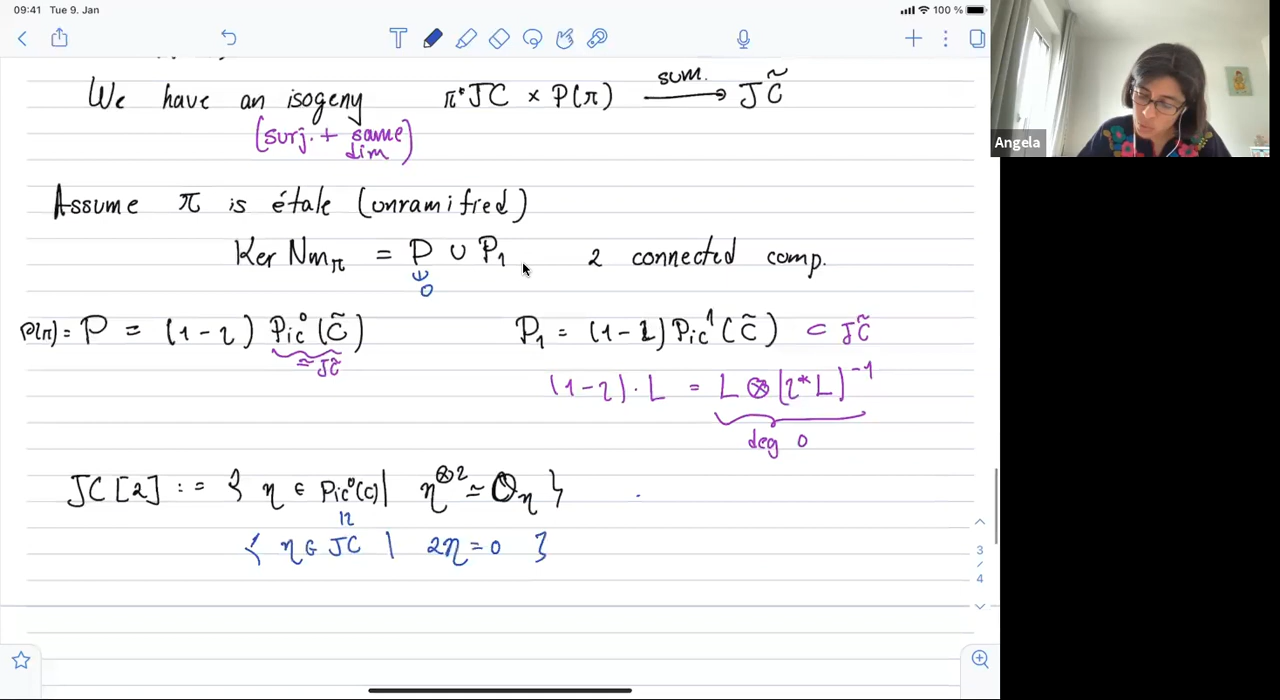 09:41 Tue 9. Jan
100 %
We have an isogeny π*JC × P(π) ⟶ JC̃
sum.
(surj. + same dim)
Assume π is étale (unramified)
Ker Nm_π = P ∪ P₁ 2 connected comp.
0
P(π) = P = (1-ι) Pic⁰(C̃) P₁ = (1-ι) Pic¹(C̃) ⊂ JC̃
≃ JC̃
(1-ι)·L = L ⊗ (ι*L)⁻¹
deg 0
JC[2] := { η ∈ Pic⁰(C) | η^⊗2 ≃ O_η }
{ η ∈ JC | 2η = 0 }
3
/
4
Angela